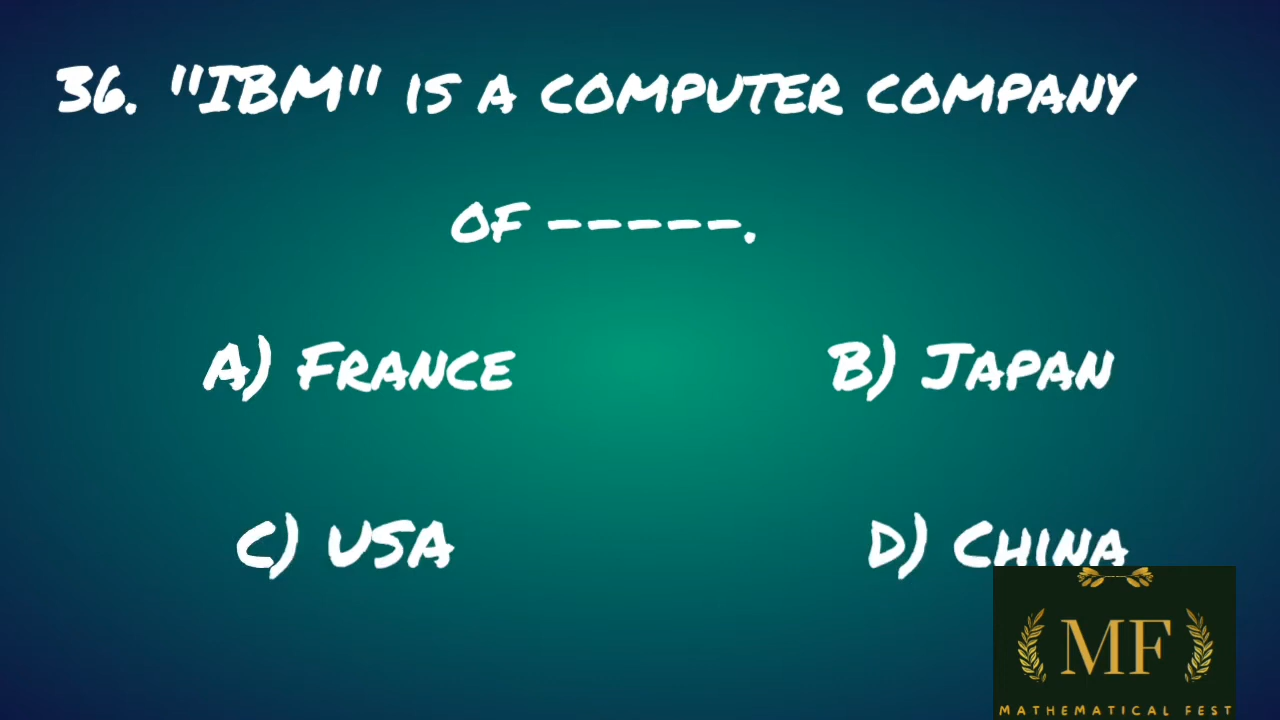 36. "IBM" IS A COMPUTER COMPANY
OF -----.
A) FRANCE
B) JAPAN
C) USA
D) CHINA
MF
MATHEMATICAL FEST